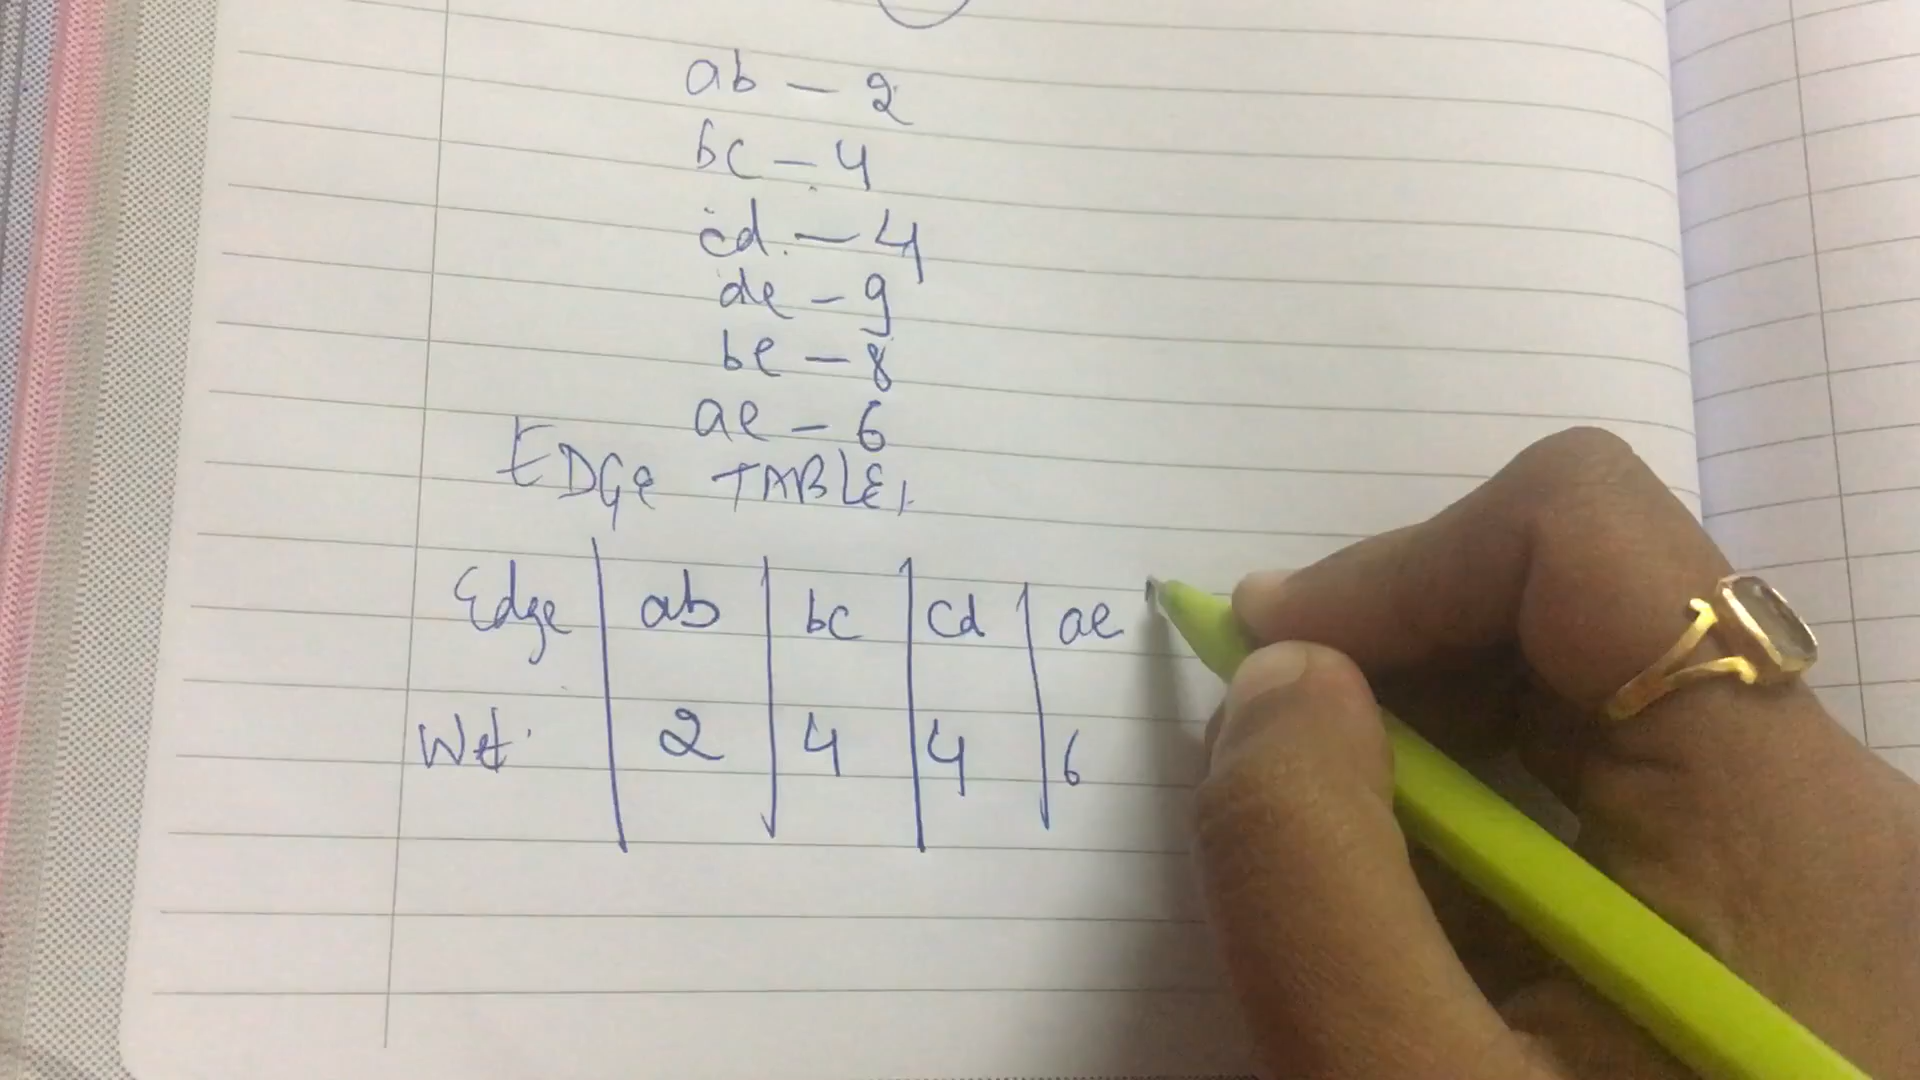 ab - 2
bc - 4
cd - 4
de - 9
be - 8
ae - 6
EDGe TABLE,
Edge ab bc cd ae
Wt. 2 4 4 6